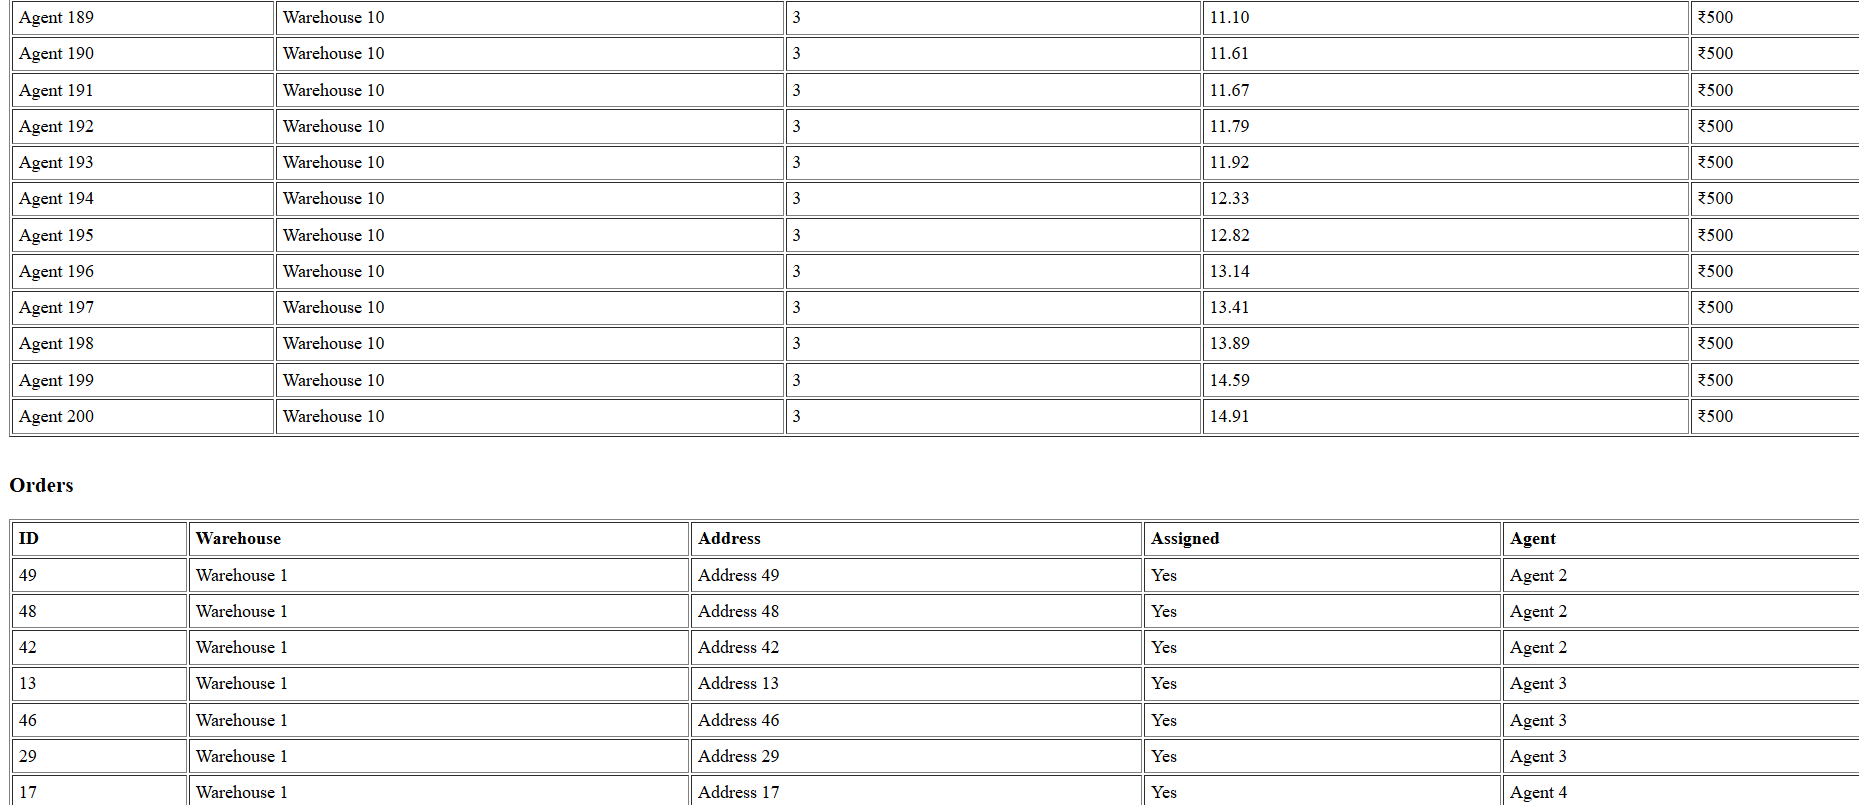 Agent 189 Warehouse 10 3 11.10 ₹500
Agent 190 Warehouse 10 3 11.61 ₹500
Agent 191 Warehouse 10 3 11.67 ₹500
Agent 192 Warehouse 10 3 11.79 ₹500
Agent 193 Warehouse 10 3 11.92 ₹500
Agent 194 Warehouse 10 3 12.33 ₹500
Agent 195 Warehouse 10 3 12.82 ₹500
Agent 196 Warehouse 10 3 13.14 ₹500
Agent 197 Warehouse 10 3 13.41 ₹500
Agent 198 Warehouse 10 3 13.89 ₹500
Agent 199 Warehouse 10 3 14.59 ₹500
Agent 200 Warehouse 10 3 14.91 ₹500
Orders
ID Warehouse Address Assigned Agent
49 Warehouse 1 Address 49 Yes Agent 2
48 Warehouse 1 Address 48 Yes Agent 2
42 Warehouse 1 Address 42 Yes Agent 2
13 Warehouse 1 Address 13 Yes Agent 3
46 Warehouse 1 Address 46 Yes Agent 3
29 Warehouse 1 Address 29 Yes Agent 3
17 Warehouse 1 Address 17 Yes Agent 4